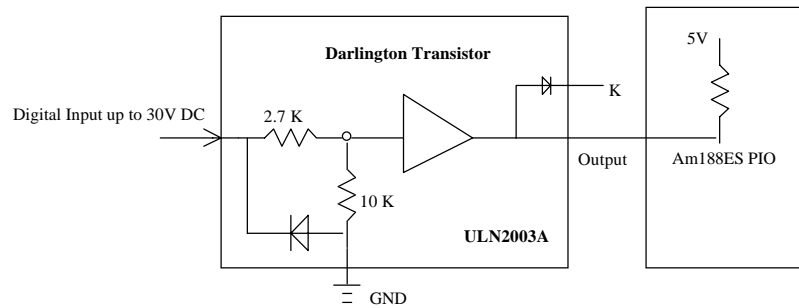 5V
Darlington Transistor
K
Digital Input up to 30V DC
2.7 K
Output
Am188ES PIO
10 K
ULN2003A
GND